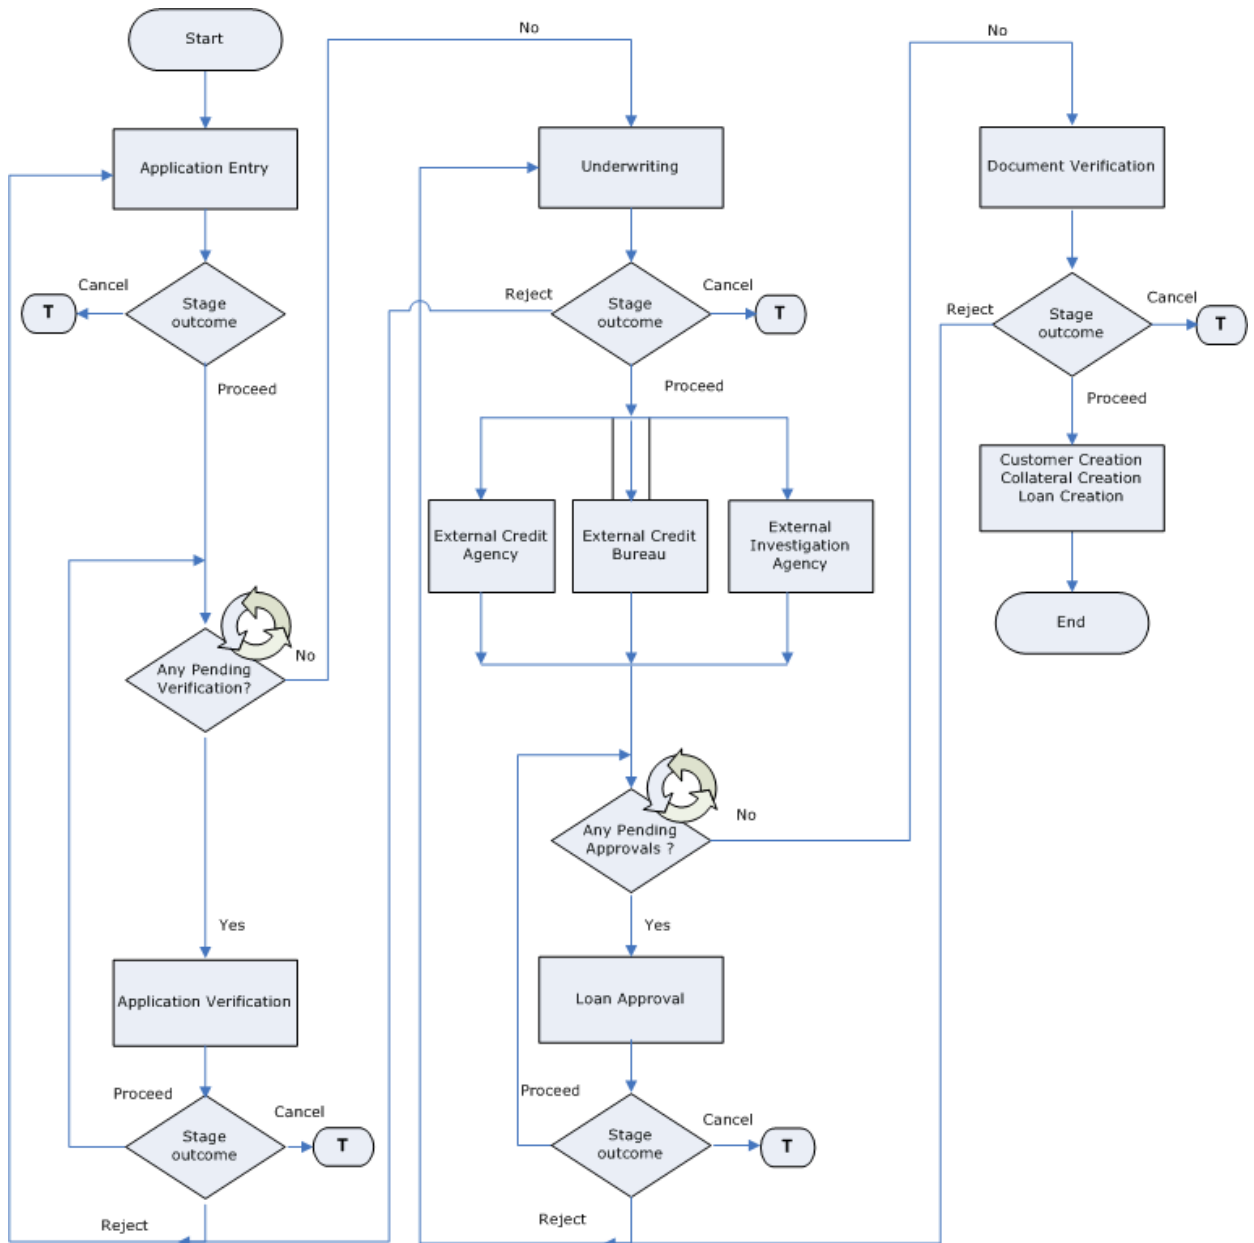 Start
Application Entry
Cancel
T
Stage
outcome
Proceed
No
Any Pending
Verification?
Yes
Application Verification
Proceed
Cancel
Stage
outcome
T
Reject
No
Underwriting
Reject
Cancel
Stage
outcome
T
Proceed
External Credit
Agency
External Credit
Bureau
External
Investigation
Agency
No
Any Pending
Approvals ?
Yes
Loan Approval
Proceed
Cancel
Stage
outcome
T
Reject
No
Document Verification
Reject
Cancel
Stage
outcome
T
Proceed
Customer Creation
Collateral Creation
Loan Creation
End